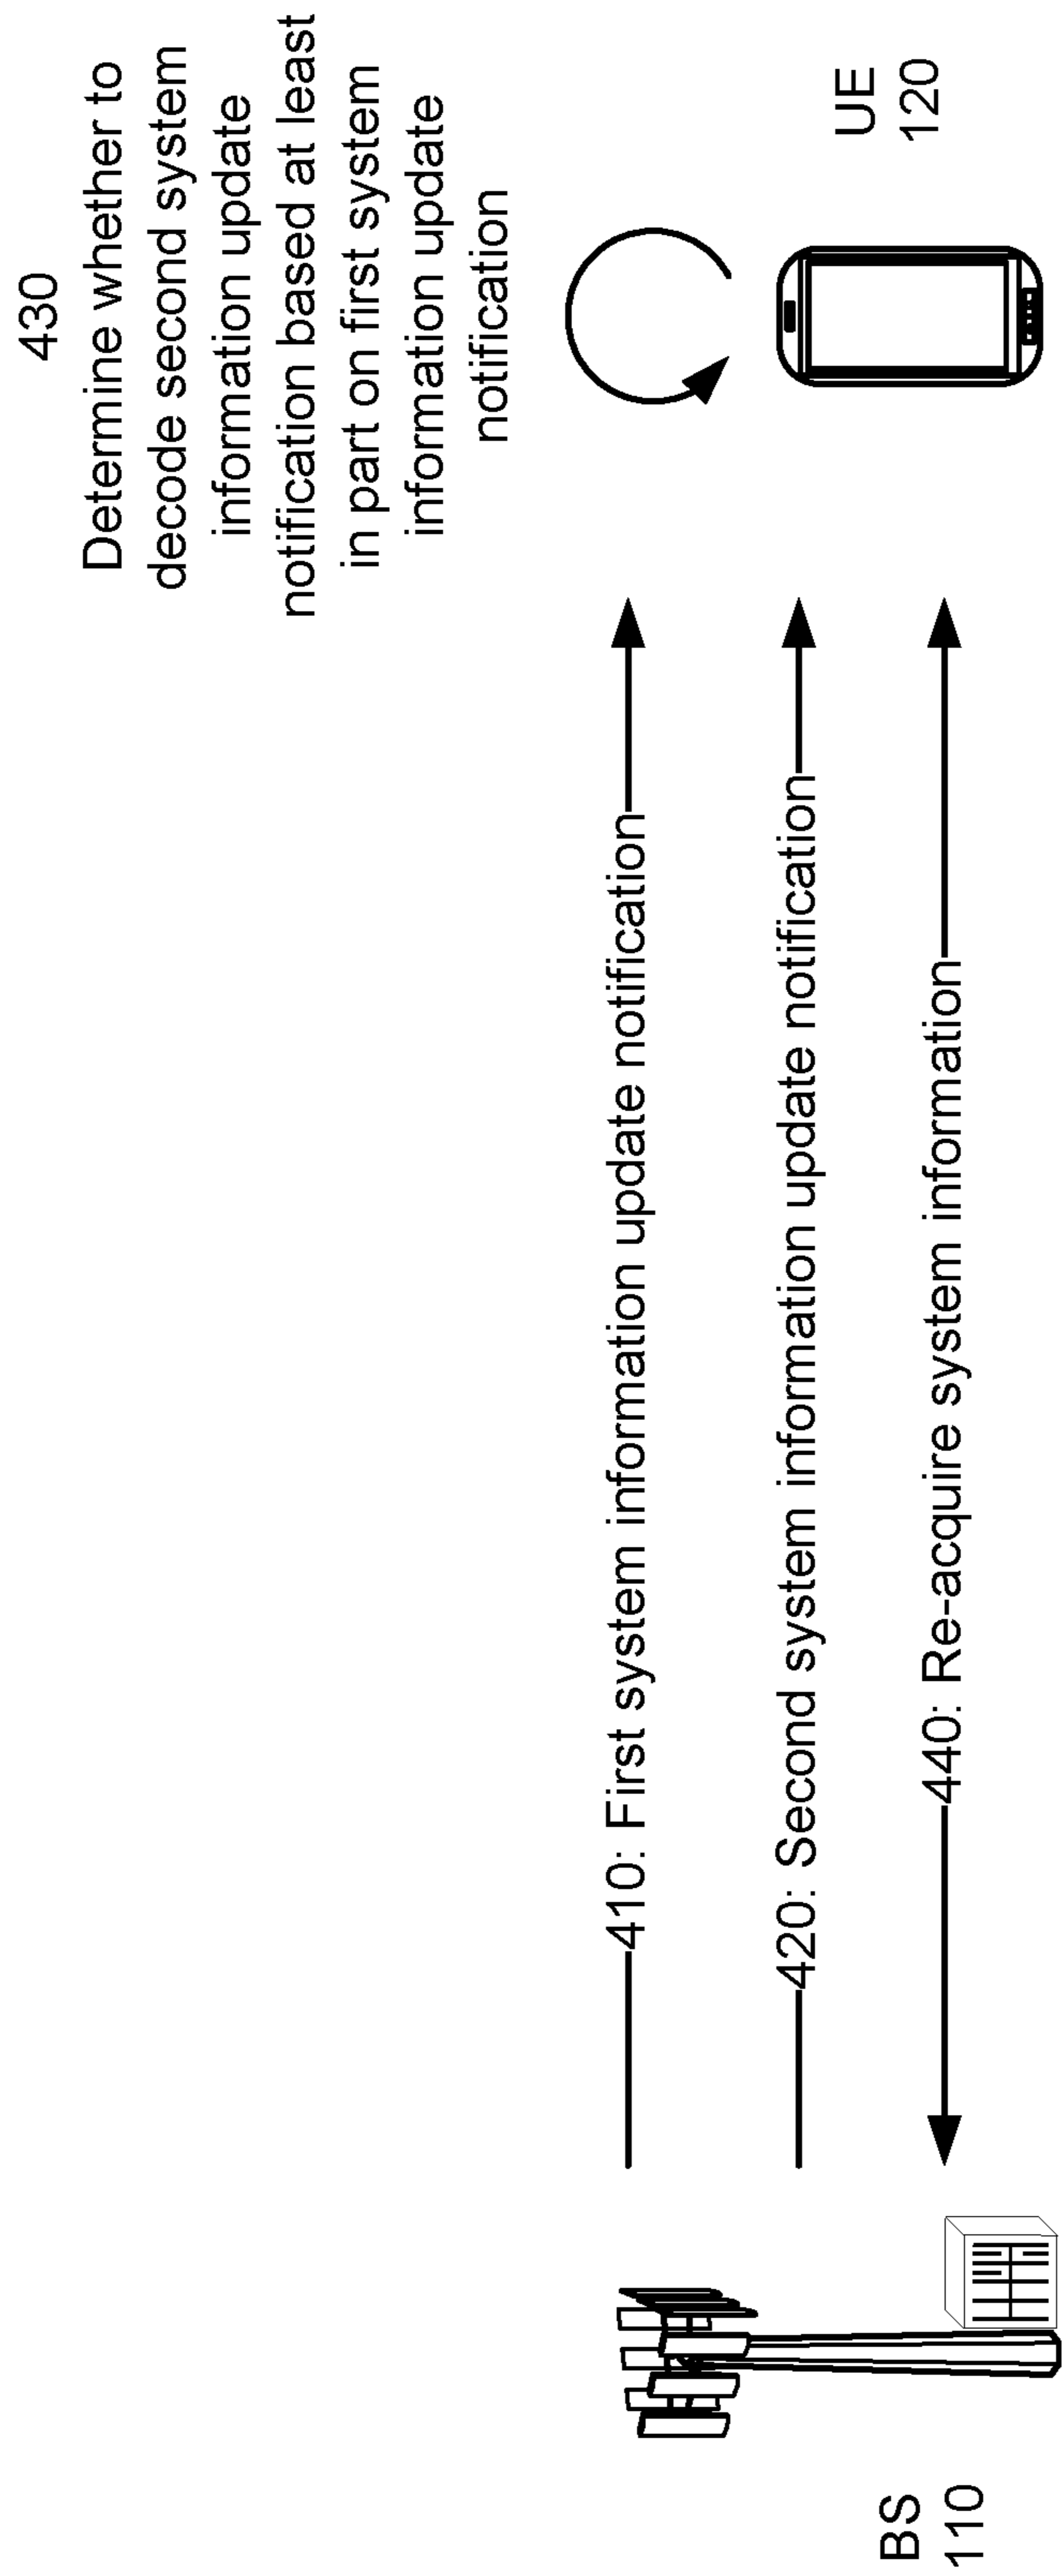 430
Determine whether to
decode second system
information update
notification based at least
in part on first system
information update
notification
410: First system information update notification
420: Second system information update notification
440: Re-acquire system information
BS
110
UE
120